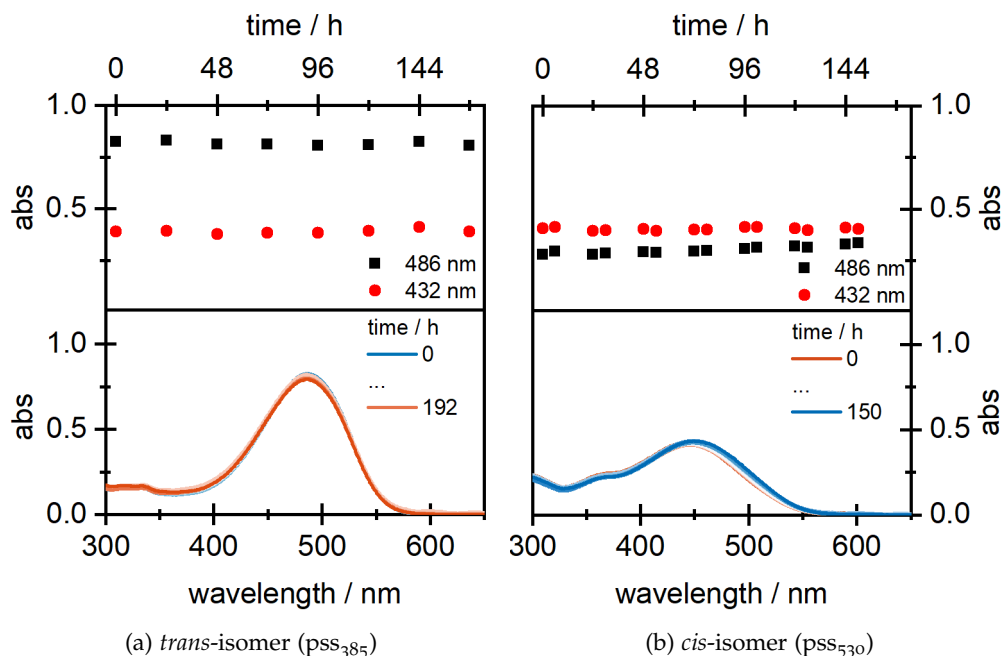 time / h
0 48 96 144
1.0
0.5
abs
486 nm
432 nm
time / h
0
...
192
1.0
0.5
0.0
abs
300 400 500 600
wavelength / nm
(a) trans-isomer (pss385)
time / h
0 48 96 144
1.0
0.5
abs
486 nm
432 nm
time / h
0
...
150
1.0
0.5
0.0
abs
300 400 500 600
wavelength / nm
(b) cis-isomer (pss530)